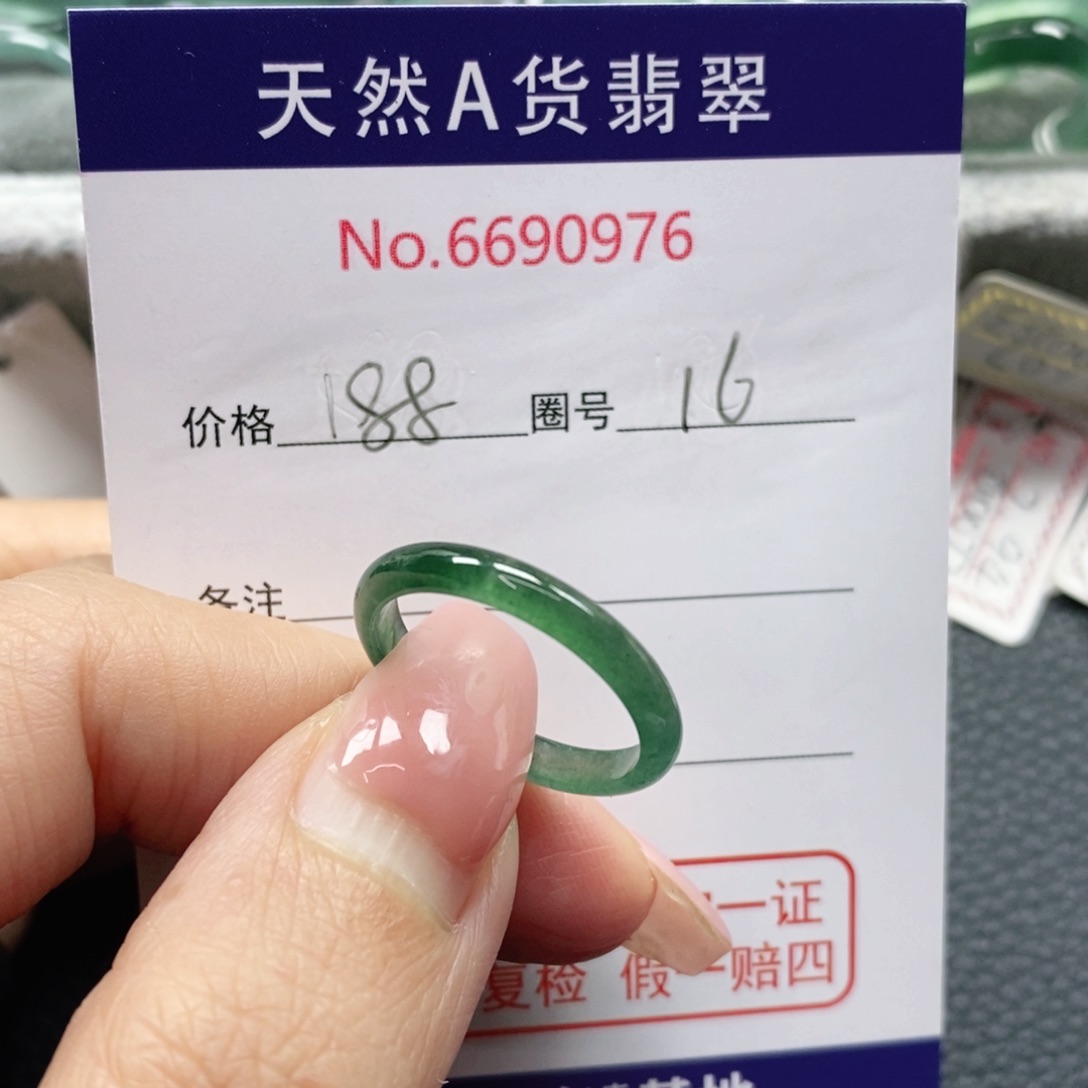 天然A货翡翠
No.6690976
价格 188 圈号 16
备注
一证
复检 假一赔四